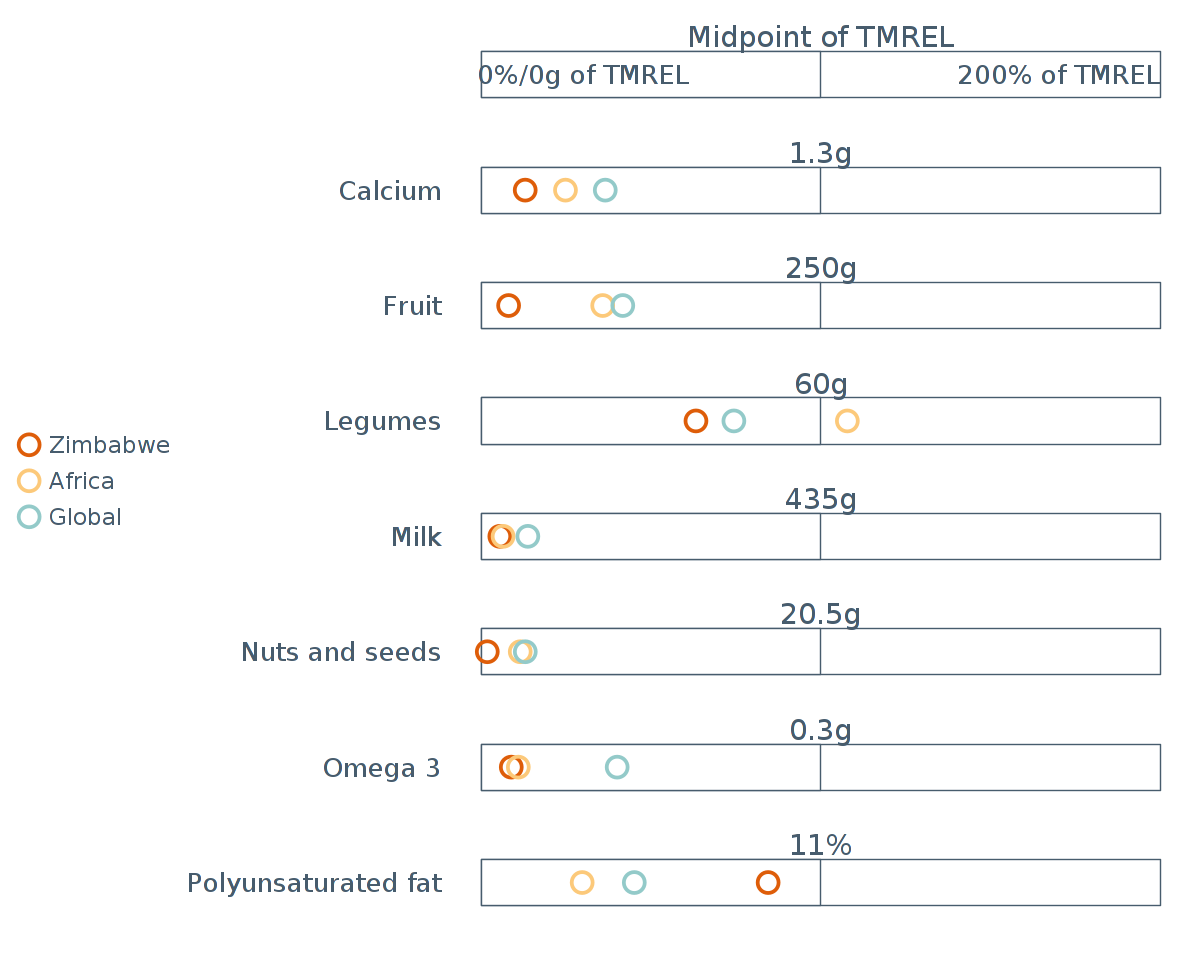 Midpoint of TMREL
0%/0g of TMREL
200% of TMREL
1.3g
Calcium
250g
Fruit
60g
Legumes
Zimbabwe
Africa
Global
435g
Milk
20.5g
Nuts and seeds
0.3g
Omega 3
11%
Polyunsaturated fat